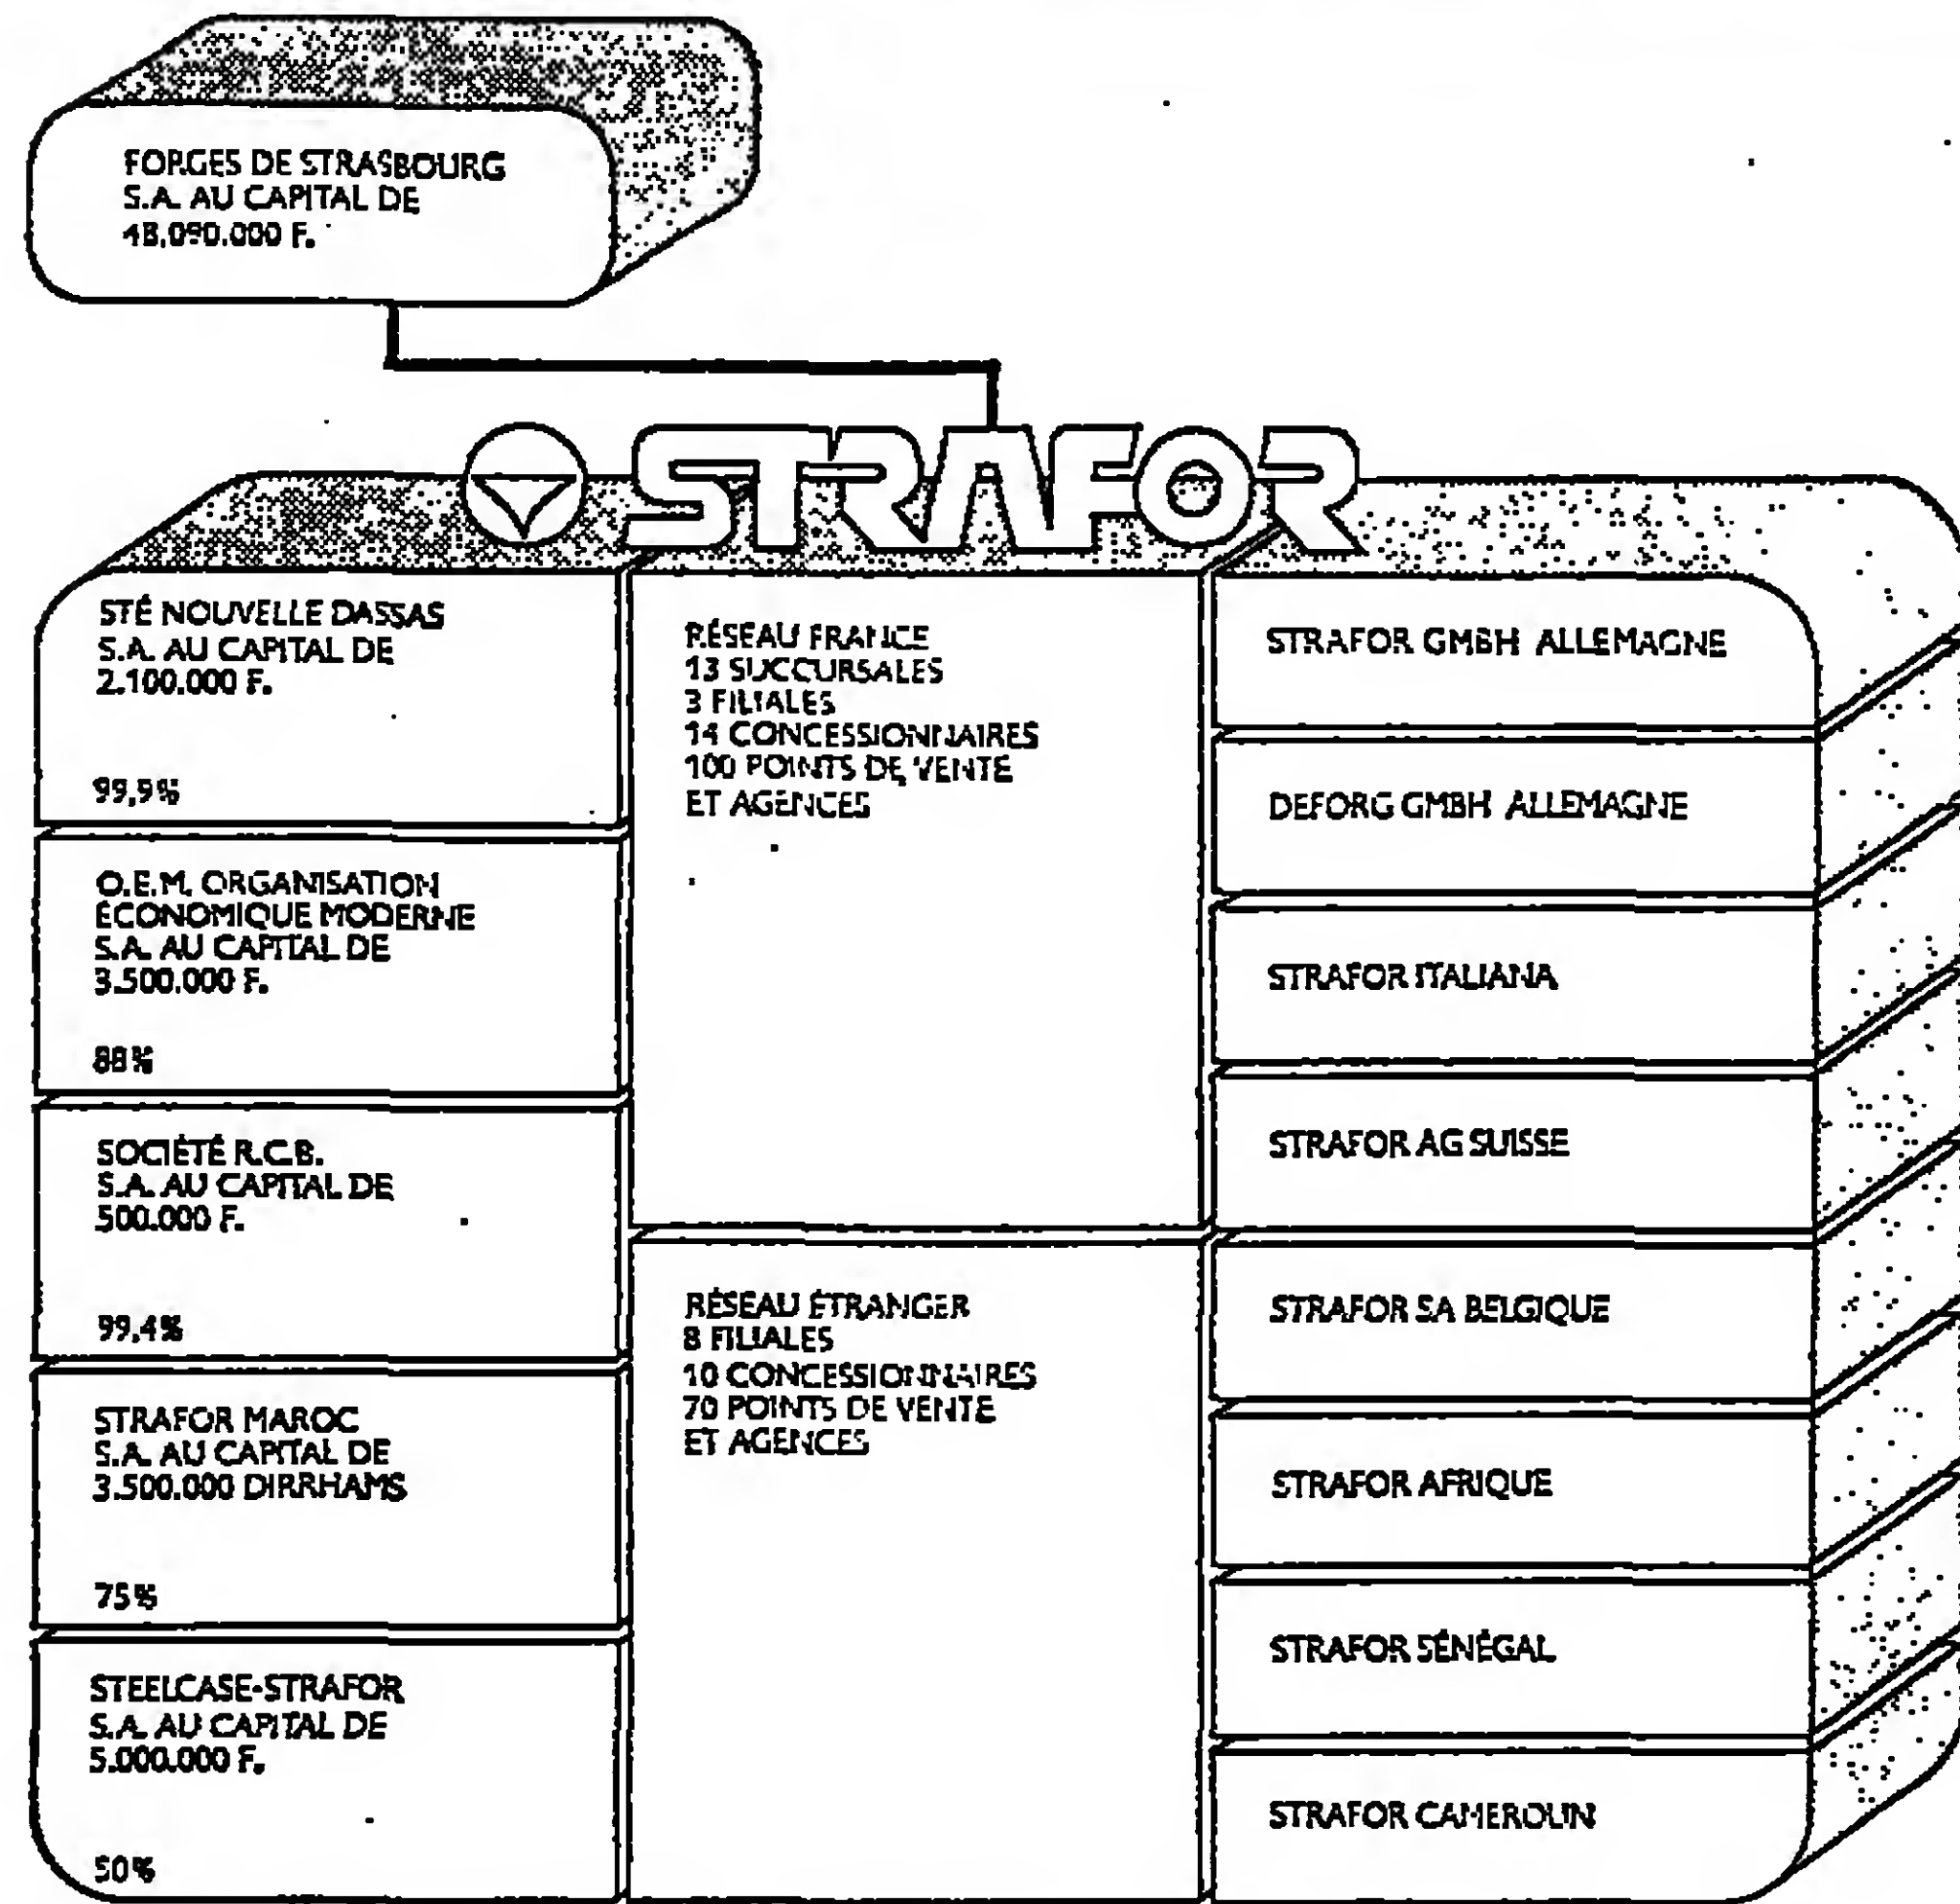 FORGES DE STRASBOURG
S.A. AU CAPITAL DE
48.090.000 F.
STRAFOR
STÉ NOUVELLE DASSAS
S.A. AU CAPITAL DE
2.100.000 F.
99,9%
O.E.M. ORGANISATION
ÉCONOMIQUE MODERNE
S.A. AU CAPITAL DE
3.500.000 F.
88%
SOCIÉTÉ R.C.B.
S.A. AU CAPITAL DE
500.000 F.
99,4%
STRAFOR MAROC
S.A. AU CAPITAL DE
3.500.000 DIRRHAMS
75%
STEELCASE-STRAFOR
S.A. AU CAPITAL DE
5.000.000 F.
50%
RÉSEAU FRANCE
13 SUCCURSALES
3 FILIALES
14 CONCESSIONNAIRES
100 POINTS DE VENTE
ET AGENCES
RÉSEAU ÉTRANGER
8 FILIALES
10 CONCESSIONNAIRES
70 POINTS DE VENTE
ET AGENCES
STRAFOR GMBH ALLEMAGNE
DEFORG GMBH ALLEMAGNE
STRAFOR ITALIANA
STRAFOR AG SUISSE
STRAFOR SA BELGIQUE
STRAFOR AFRIQUE
STRAFOR SÉNÉGAL
STRAFOR CAMEROUN